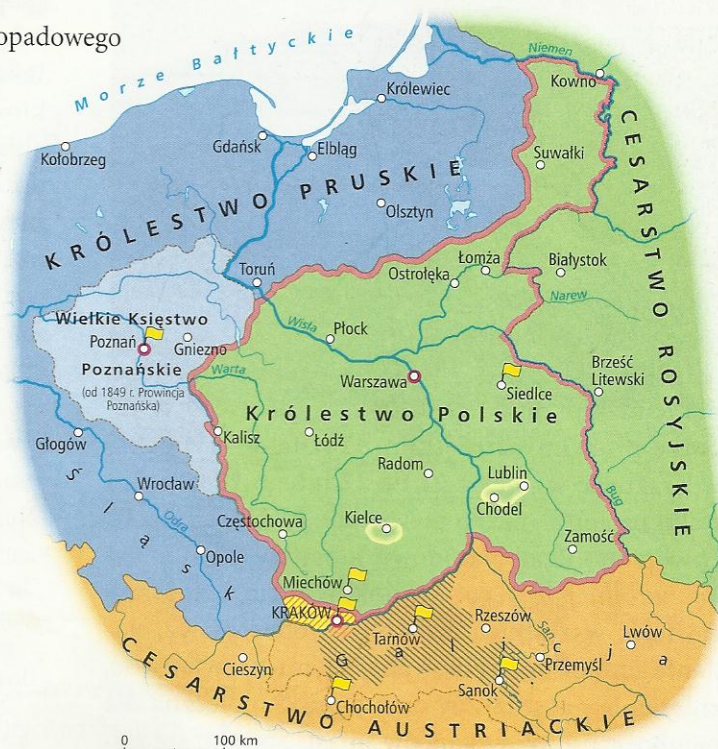 opadowego
Morze Bałtyckie
Niemen
Kowno
Królewiec
Kołobrzeg
Gdańsk
Elbląg
Suwałki
CESARSTWO ROSYJSKIE
KRÓLESTWO PRUSKIE
Olsztyn
Toruń
Ostrołęka
Łomża
Białystok
Narew
Wielkie Księstwo
Poznań
Gniezno
Poznańskie
(od 1849 r. Prowincja
Poznańska)
Wisła
Płock
Warszawa
Siedlce
Brześć
Litewski
Warta
Królestwo Polskie
Głogów
Kalisz
Łódź
Radom
Lublin
Chodel
Bug
Wrocław
Odra
Śląsk
Częstochowa
Kielce
Zamość
Opole
Miechów
KRAKÓW
Tarnów
Rzeszów
San
Lwów
Galicja
Przemyśl
Cieszyn
Sanok
Chochołów
CESARSTWO AUSTRIACKIE
0 100 km